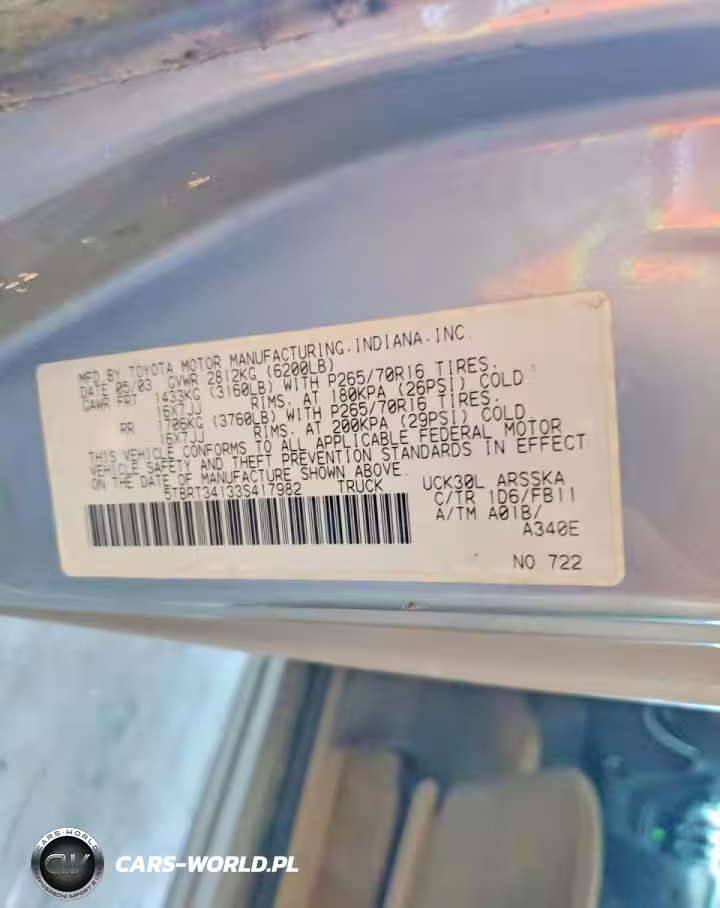 MFD BY TOYOTA MOTOR MANUFACTURING.INDIANA.INC
DATE 05/03 GVWR 2812KG (6200LB)
GAWR FRT 1433KG (3160LB) WITH P265/70R16 TIRES.
16X7JJ RIMS. AT 180KPA (26PSI) COLD
RR 1706KG (3760LB) WITH P265/70R16 TIRES.
16X7JJ RIMS. AT 200KPA (29PSI) COLD
THIS VEHICLE CONFORMS TO ALL APPLICABLE FEDERAL MOTOR
VEHICLE SAFETY AND THEFT PREVENTION STANDARDS IN EFFECT
ON THE DATE OF MANUFACTURE SHOWN ABOVE.
5TBRT34133S417982 TRUCK
UCK30L ARSSKA
C/TR 1D6/FB11
A/TM A01B/
A340E
NO 722
CARS-WORLD
CW
CARS-WORLD.PL